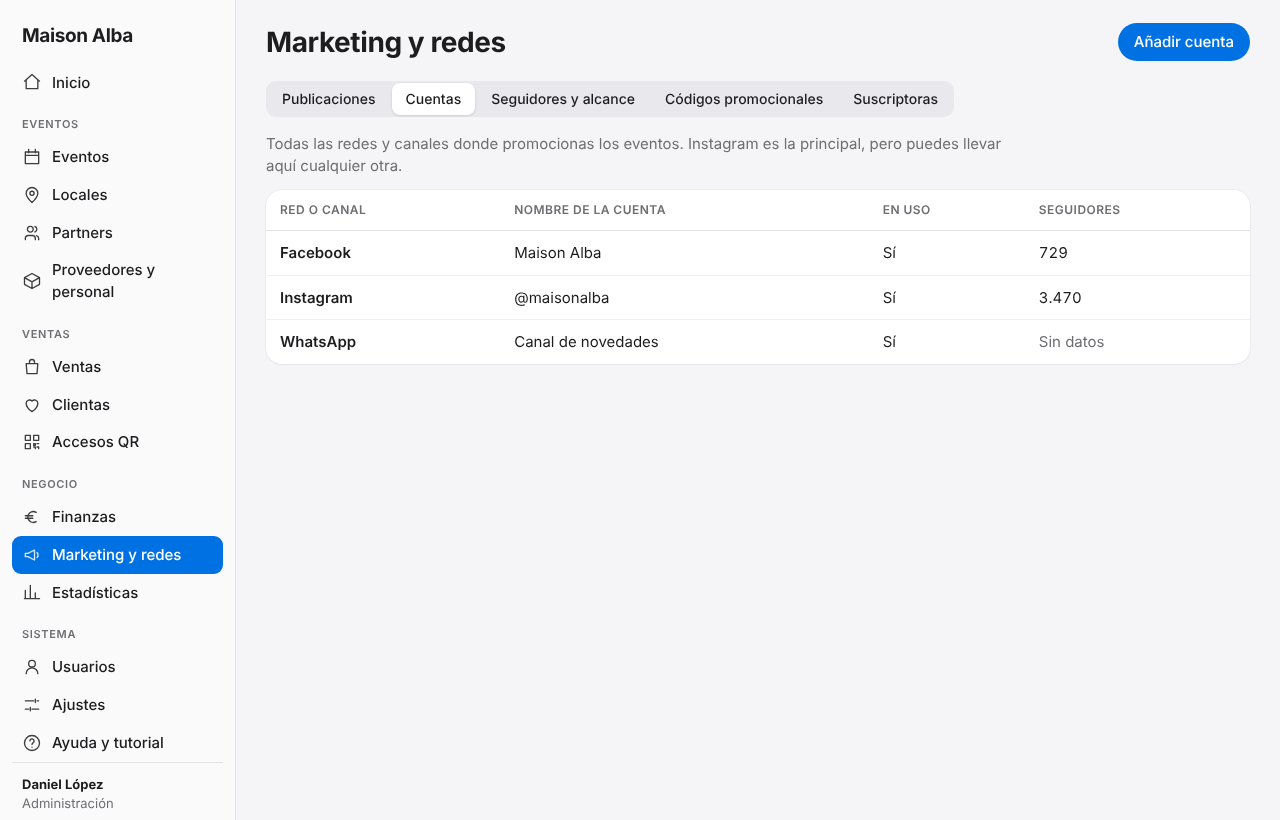 Maison Alba
Inicio
EVENTOS
Eventos
Locales
Partners
Proveedores y
personal
VENTAS
Ventas
Clientas
Accesos QR
NEGOCIO
Finanzas
Marketing y redes
Estadísticas
SISTEMA
Usuarios
Ajustes
Ayuda y tutorial
Daniel López
Administración
Marketing y redes
Añadir cuenta
Publicaciones Cuentas Seguidores y alcance Códigos promocionales Suscriptoras
Todas las redes y canales donde promocionas los eventos. Instagram es la principal, pero puedes llevar
aquí cualquier otra.
RED O CANAL NOMBRE DE LA CUENTA EN USO SEGUIDORES
Facebook Maison Alba Sí 729
Instagram @maisonalba Sí 3.470
WhatsApp Canal de novedades Sí Sin datos